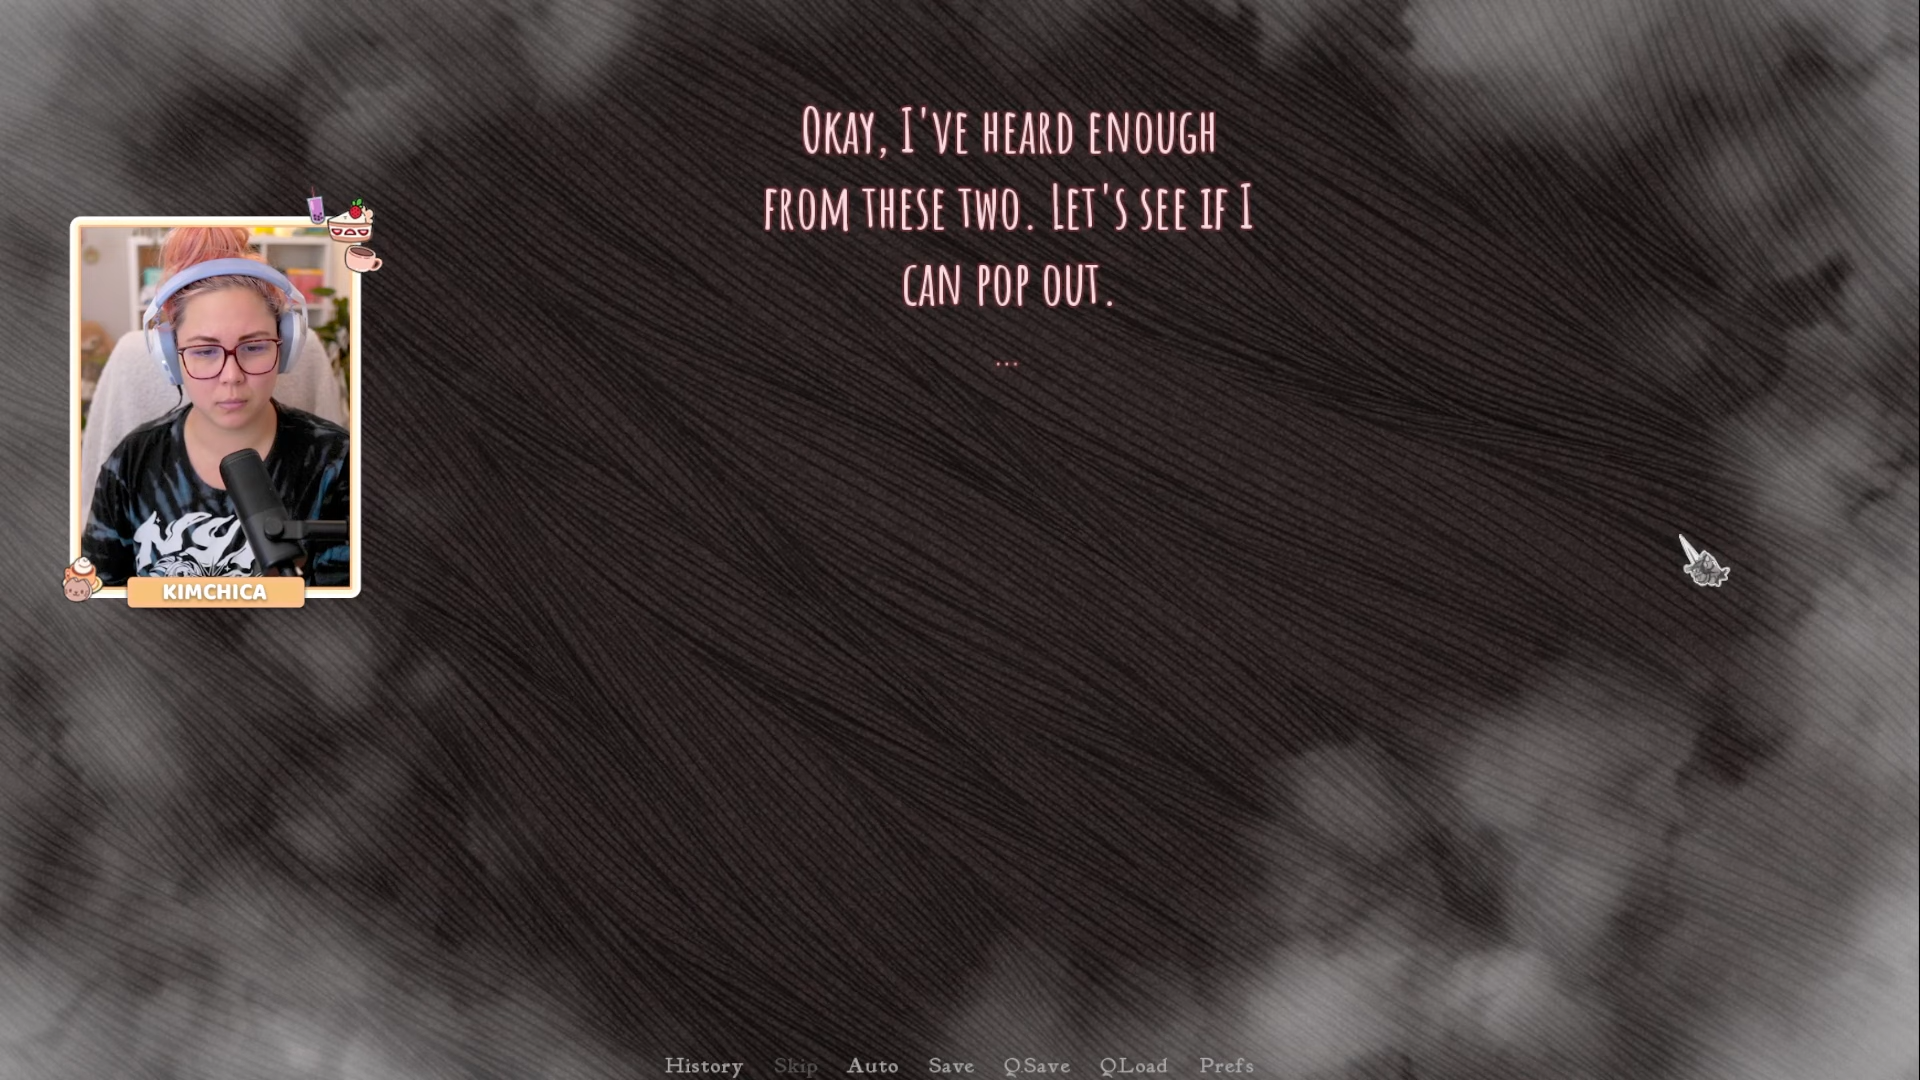 Okay, I've heard enough
from these two. Let's see if I
can pop out.
...
KIMCHICA
History Skip Auto Save Q.Save Q.Load Prefs